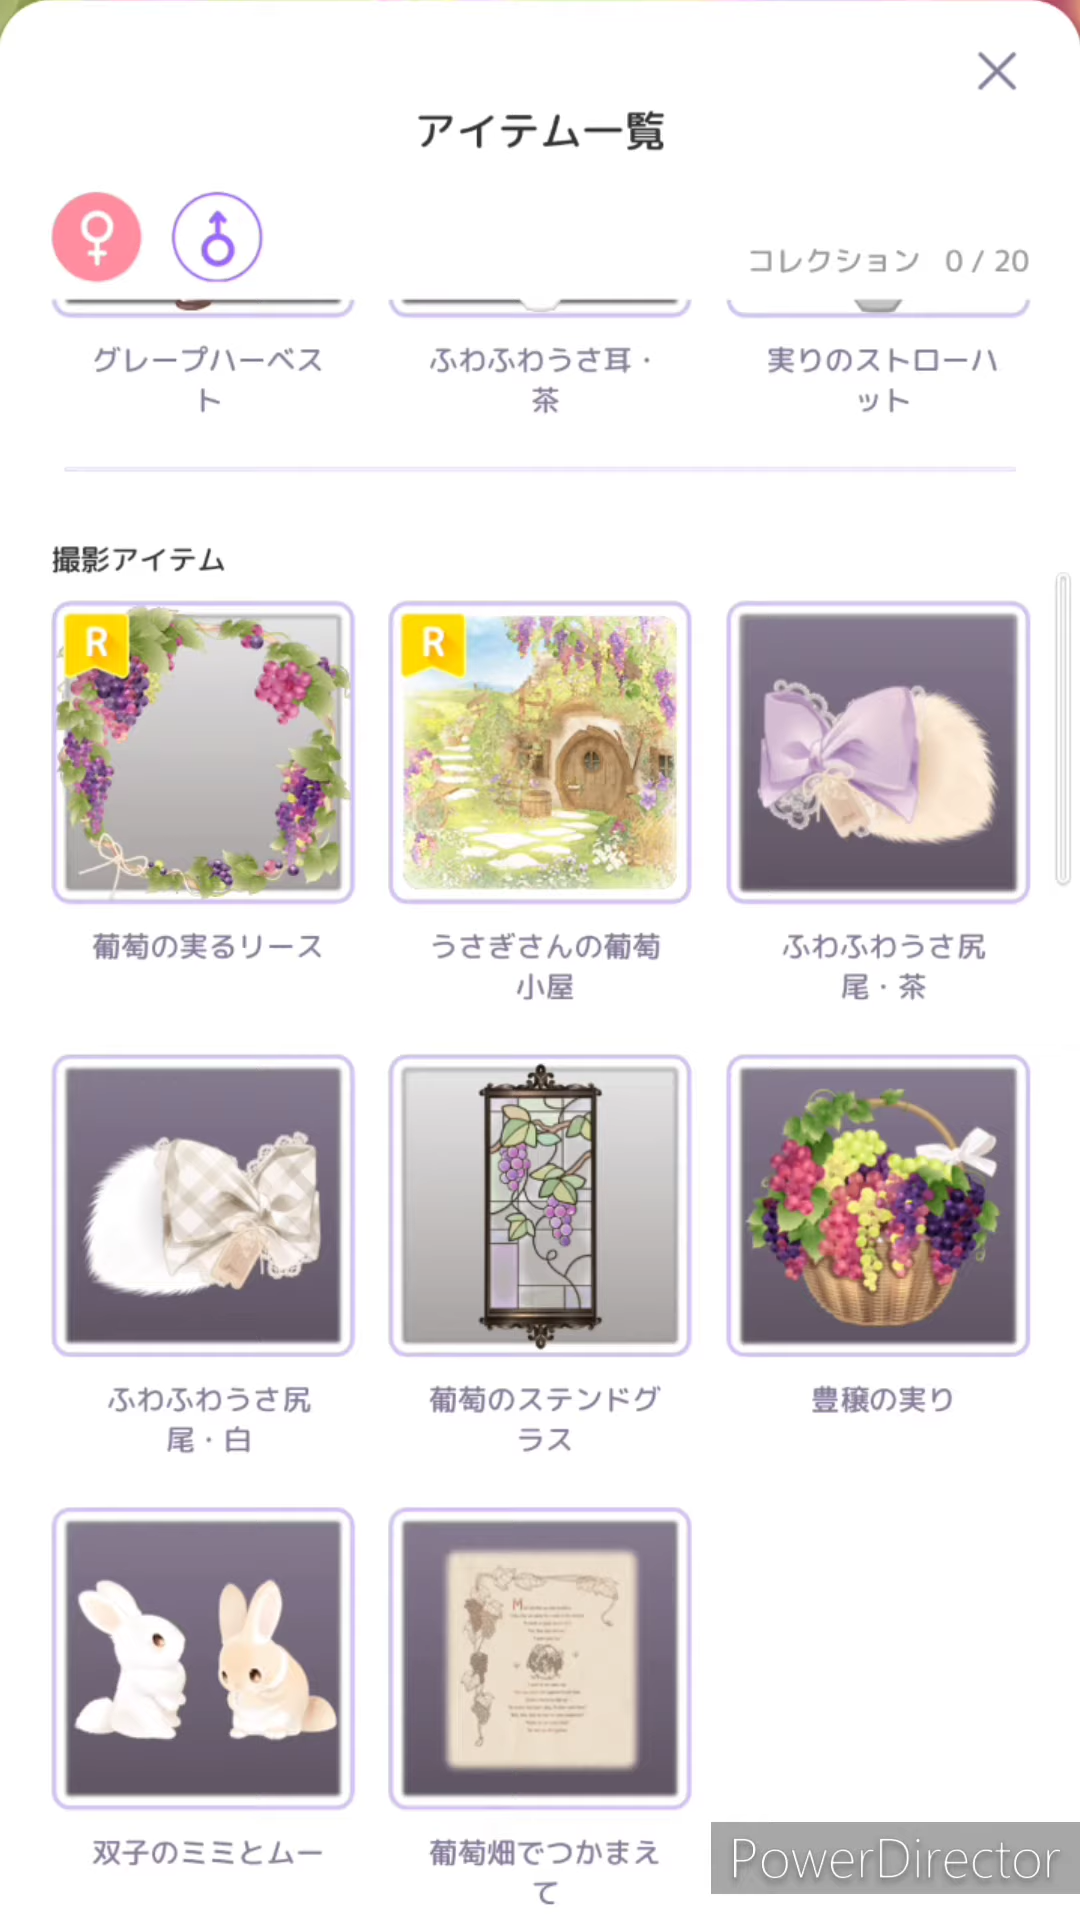 アイテム一覧
コレクション 0 / 20
グレープハーベス
ト
ふわふわうさ耳・
茶
実りのストローハ
ット
撮影アイテム
R
R
葡萄の実るリース
うさぎさんの葡萄
小屋
ふわふわうさ尻
尾・茶
ふわふわうさ尻
尾・白
葡萄のステンドグ
ラス
豊穣の実り
双子のミミとムー
葡萄畑でつかまえ
て
PowerDirector